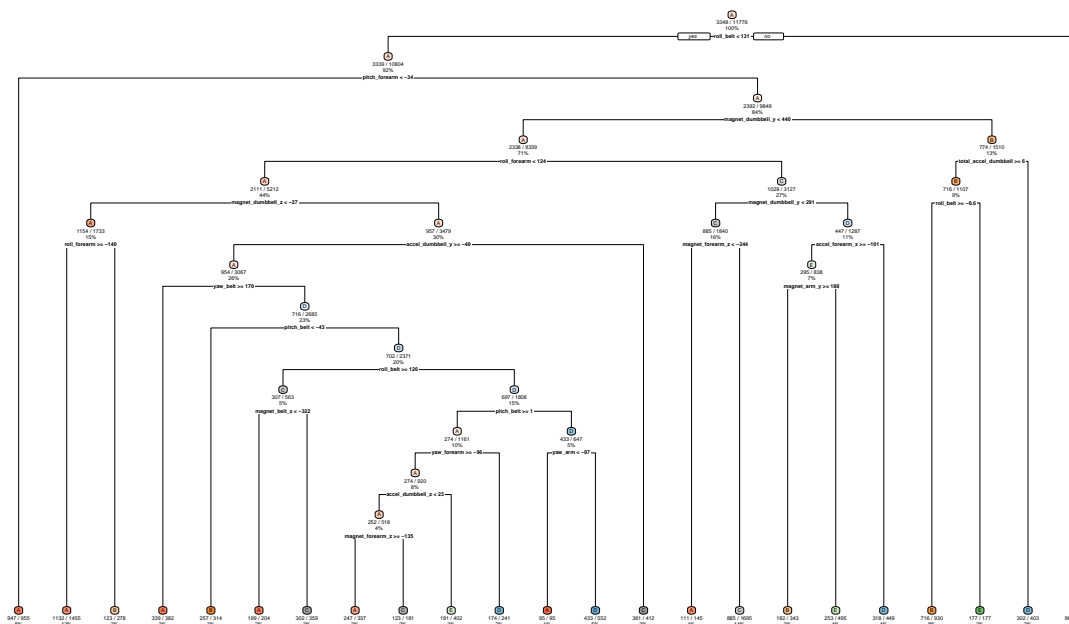 A
3348 / 11776
100%
yes roll_belt < 131 no
A
3339 / 10804
92%
pitch_forearm < −34
A
2392 / 9849
84%
magnet_dumbbell_y < 440
A
2338 / 8339
71%
B
774 / 1510
13%
roll_forearm < 124
total_accel_dumbbell >= 6
A
2111 / 5212
44%
C
1028 / 3127
27%
B
716 / 1107
9%
magnet_dumbbell_z < −27
magnet_dumbbell_y < 291
roll_belt >= −0.6
A
1154 / 1733
15%
A
957 / 3479
30%
C
885 / 1840
16%
D
447 / 1287
11%
roll_forearm >= −140
accel_dumbbell_y >= −40
magnet_forearm_z < −244
accel_forearm_x >= −101
A
954 / 3067
26%
E
295 / 838
7%
yaw_belt >= 170
magnet_arm_y >= 188
D
716 / 2685
23%
pitch_belt < −43
D
702 / 2371
20%
roll_belt >= 126
C
307 / 563
5%
D
697 / 1808
15%
magnet_belt_z < −322
pitch_belt >= 1
A
274 / 1161
10%
D
433 / 647
5%
yaw_forearm >= −96
yaw_arm < −97
A
274 / 920
8%
accel_dumbbell_z < 23
A
252 / 518
4%
magnet_forearm_z >= −135
A A B A B A C A C E D A D C A C B E D B E D
947 / 955 1132 / 1455 123 / 278 339 / 382 257 / 314 199 / 204 302 / 359 247 / 337 123 / 181 191 / 402 174 / 241 95 / 95 433 / 552 361 / 412 111 / 145 885 / 1695 182 / 343 253 / 495 318 / 449 716 / 930 177 / 177 302 / 403